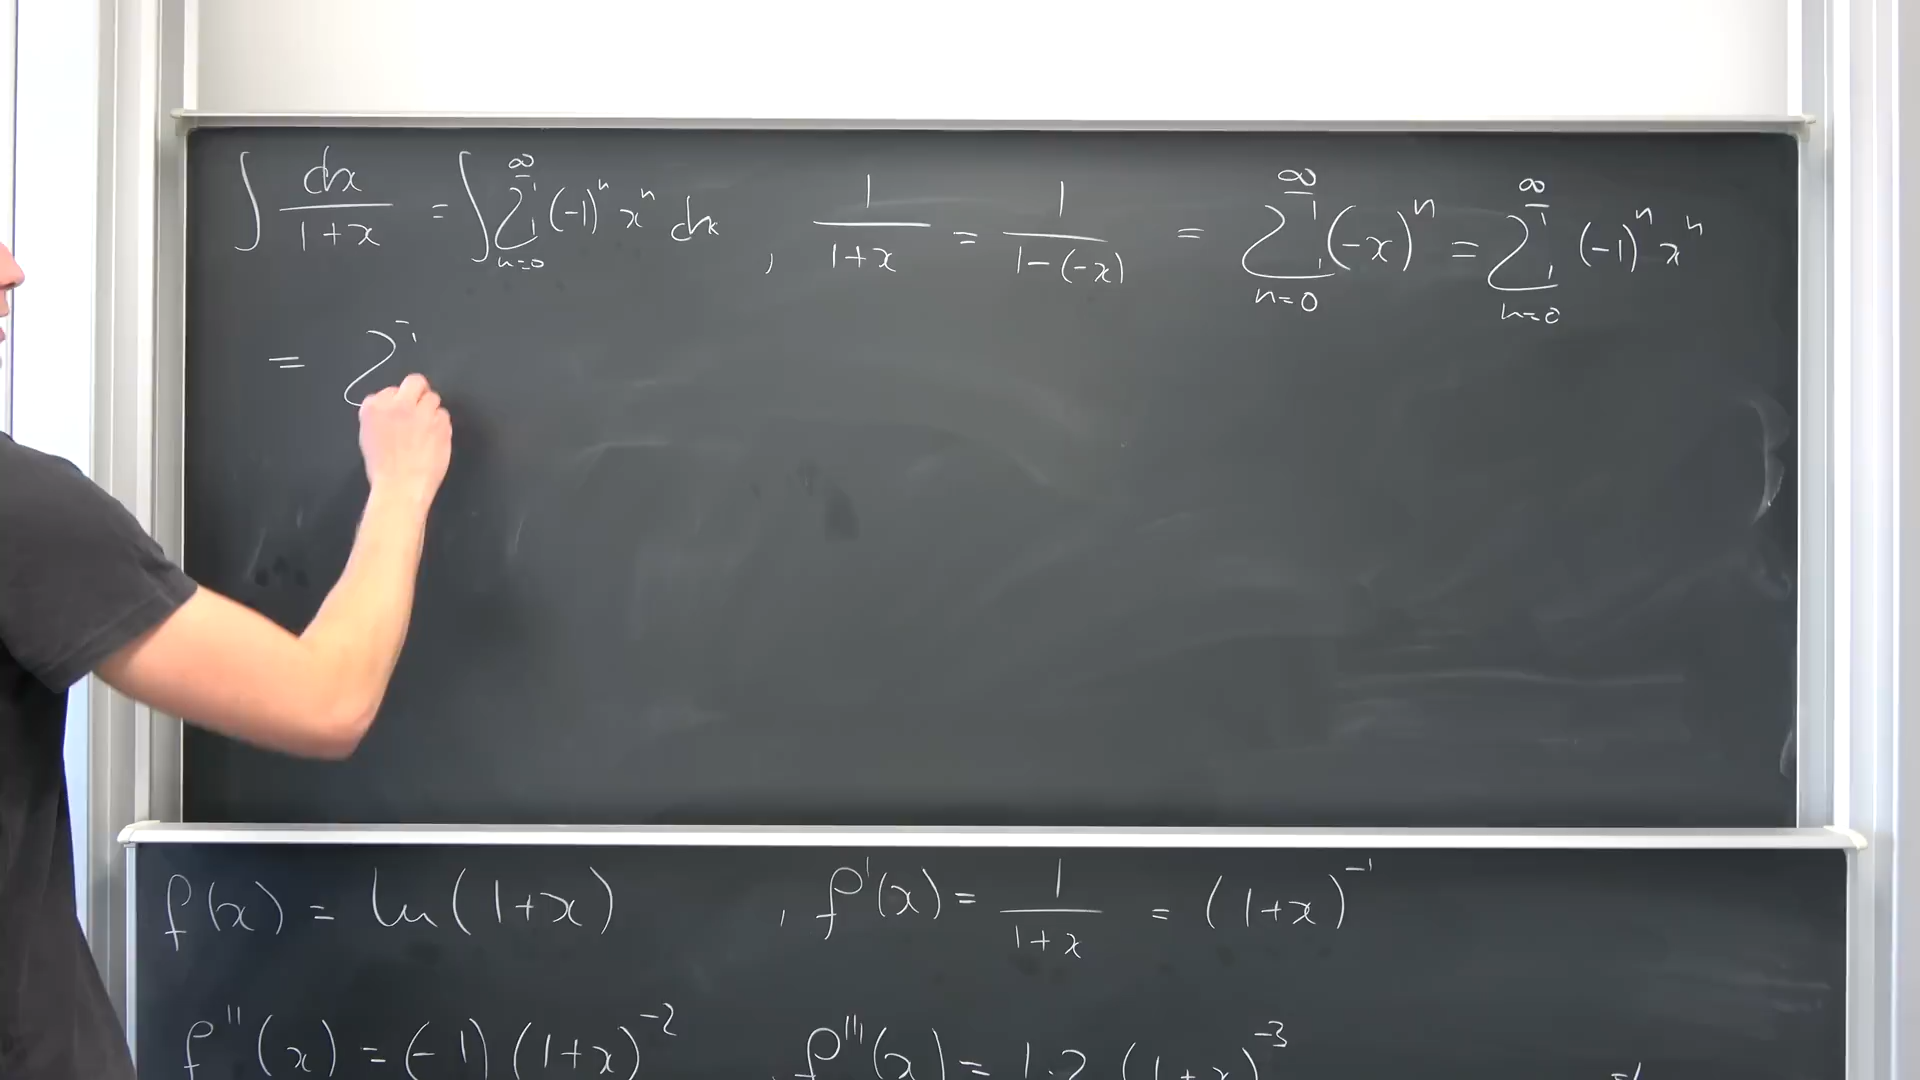 ∫ dx/(1+x) = ∫ ∑_{n=0}^{∞} (-1)^n x^n dx , 1/(1+x) = 1/(1-(-x)) = ∑_{n=0}^{∞} (-x)^n = ∑_{n=0}^{∞} (-1)^n x^n
= ∑
f(x) = ln(1+x) , f'(x) = 1/(1+x) = (1+x)^{-1}
f''(x) = (-1)(1+x)^{-2} , f'''(x) = 1·2(1+x)^{-3}